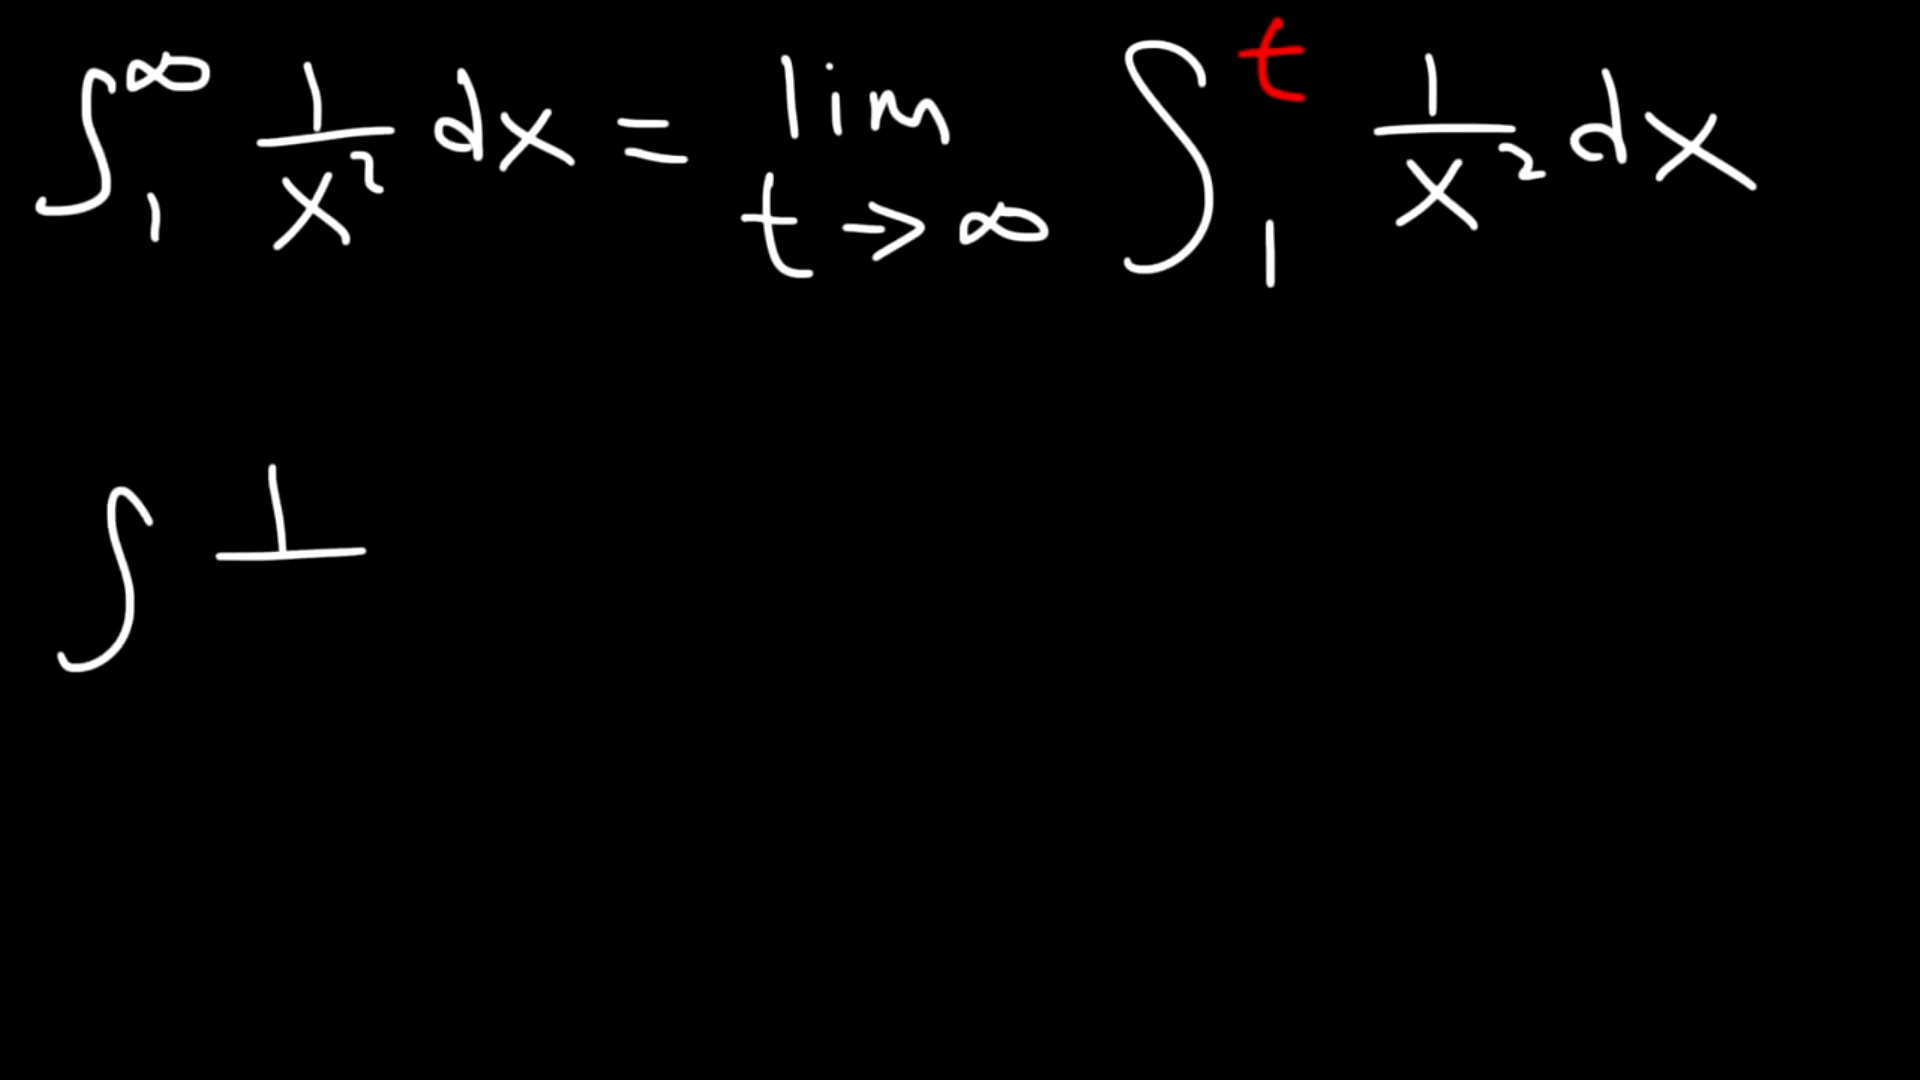 ∫₁^∞ 1/x² dx = lim t→∞ ∫₁^t 1/x² dx
∫ 1/